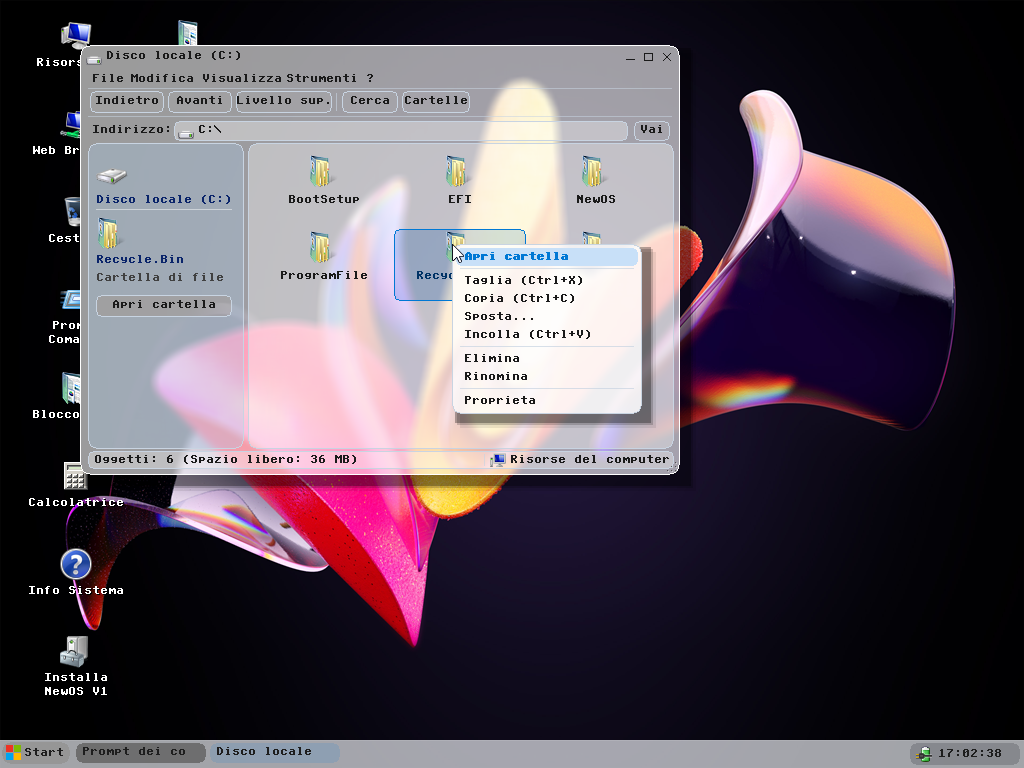 Risors
Disco locale (C:)
File Modifica Visualizza Strumenti ?
Indietro Avanti Livello sup. Cerca Cartelle
Indirizzo: C:\ Vai
Web Br
Disco locale (C:)
BootSetup EFI NewOS
Cest
Recycle.Bin
Cartella di file
Apri cartella
ProgramFile Recyc
Apri cartella
Taglia (Ctrl+X)
Copia (Ctrl+C)
Sposta...
Incolla (Ctrl+V)
Elimina
Rinomina
Proprieta
Pror
Coma
Blocco
Oggetti: 6 (Spazio libero: 36 MB) Risorse del computer
Calcolatrice
Info Sistema
Installa
NewOS V1
Start Prompt dei co Disco locale 17:02:38